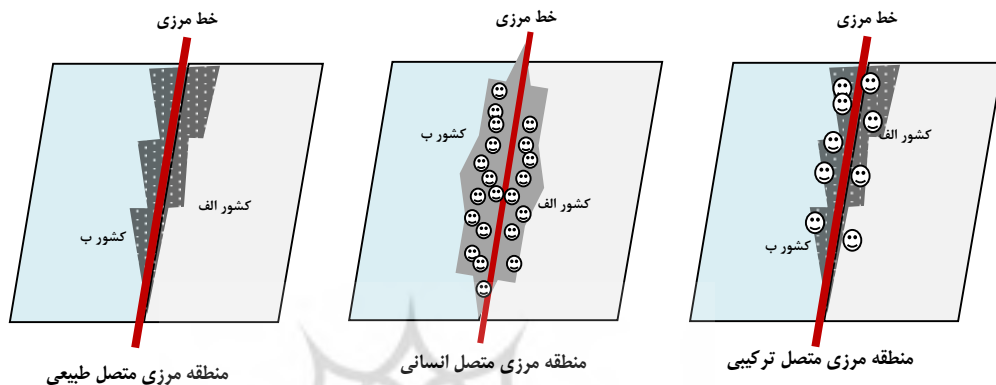 خط مرزی
کشور الف
کشور ب
منطقه مرزی متصل ترکیبی
خط مرزی
کشور ب
کشور الف
منطقه مرزی متصل انسانی
خط مرزی
کشور الف
کشور ب
منطقه مرزی متصل طبیعی